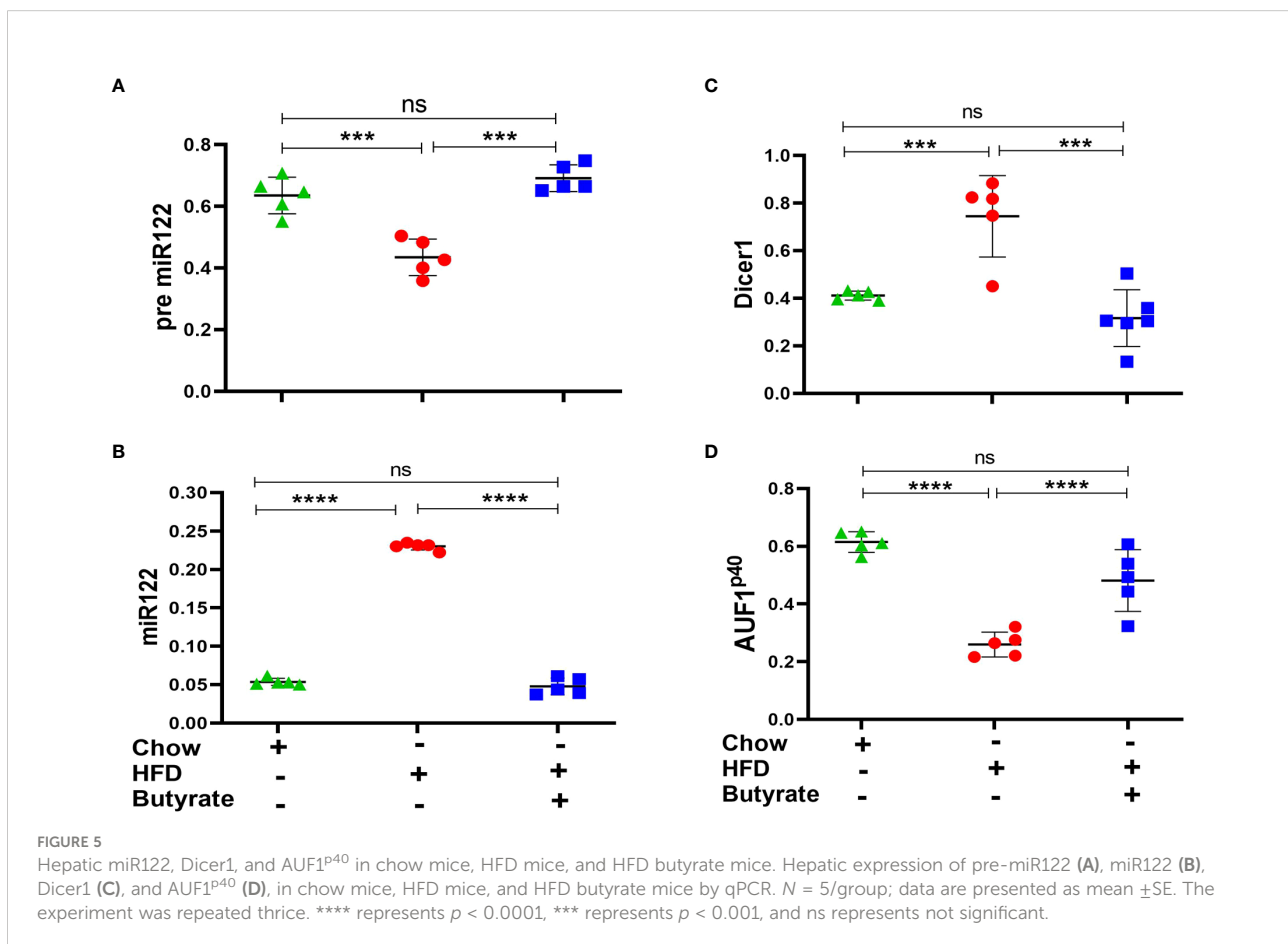 A
ns
*** ***
pre miR122
0.8
0.6
0.4
0.2
0.0
B
ns
**** ****
miR122
0.30
0.25
0.20
0.15
0.10
0.05
0.00
Chow + - -
HFD - + +
Butyrate - - +
C
ns
*** ***
Dicer1
1.0
0.8
0.6
0.4
0.2
0.0
D
ns
**** ****
AUF1p40
0.8
0.6
0.4
0.2
0.0
Chow + - -
HFD - + +
Butyrate - - +
FIGURE 5
Hepatic miR122, Dicer1, and AUF1p40 in chow mice, HFD mice, and HFD butyrate mice. Hepatic expression of pre-miR122 (A), miR122 (B),
Dicer1 (C), and AUF1p40 (D), in chow mice, HFD mice, and HFD butyrate mice by qPCR. N = 5/group; data are presented as mean ±SE. The
experiment was repeated thrice. **** represents p < 0.0001, *** represents p < 0.001, and ns represents not significant.